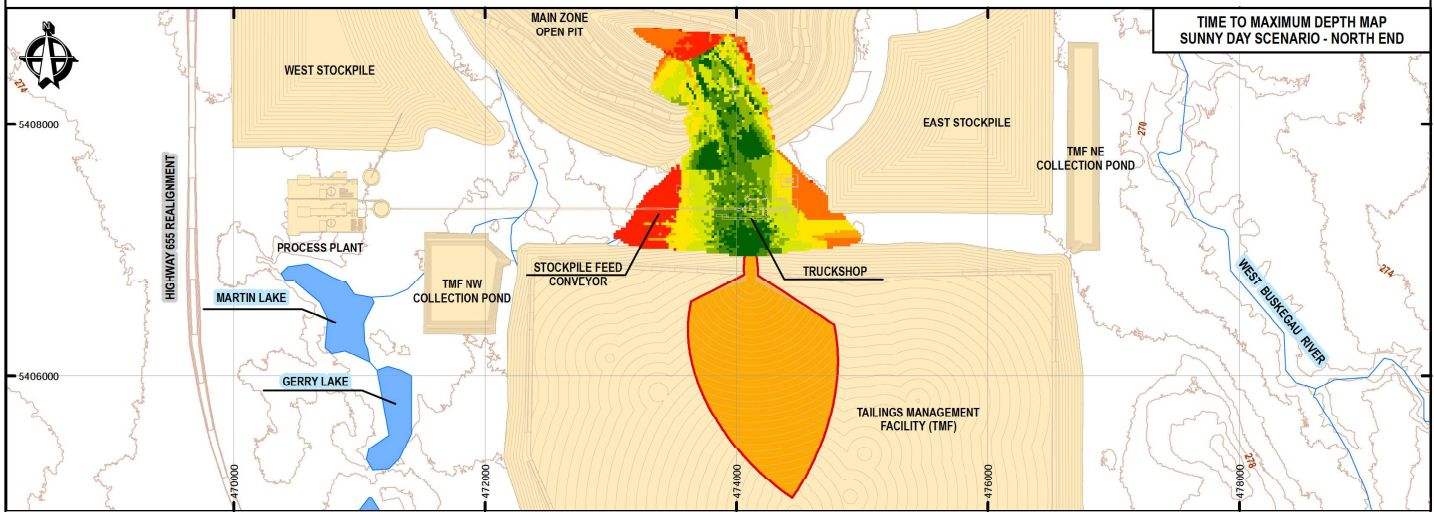 TIME TO MAXIMUM DEPTH MAP
SUNNY DAY SCENARIO - NORTH END
MAIN ZONE
OPEN PIT
WEST STOCKPILE
EAST STOCKPILE
274
5408000
270
TMF NE
COLLECTION POND
HIGHWAY 655 REALIGNMENT
PROCESS PLANT
STOCKPILE FEED
CONVEYOR
TRUCKSHOP
MARTIN LAKE
TMF NW
COLLECTION POND
274
WEST BUSKEGAU RIVER
GERRY LAKE
5406000
TAILINGS MANAGEMENT
FACILITY (TMF)
278
470000
472000
474000
476000
478000